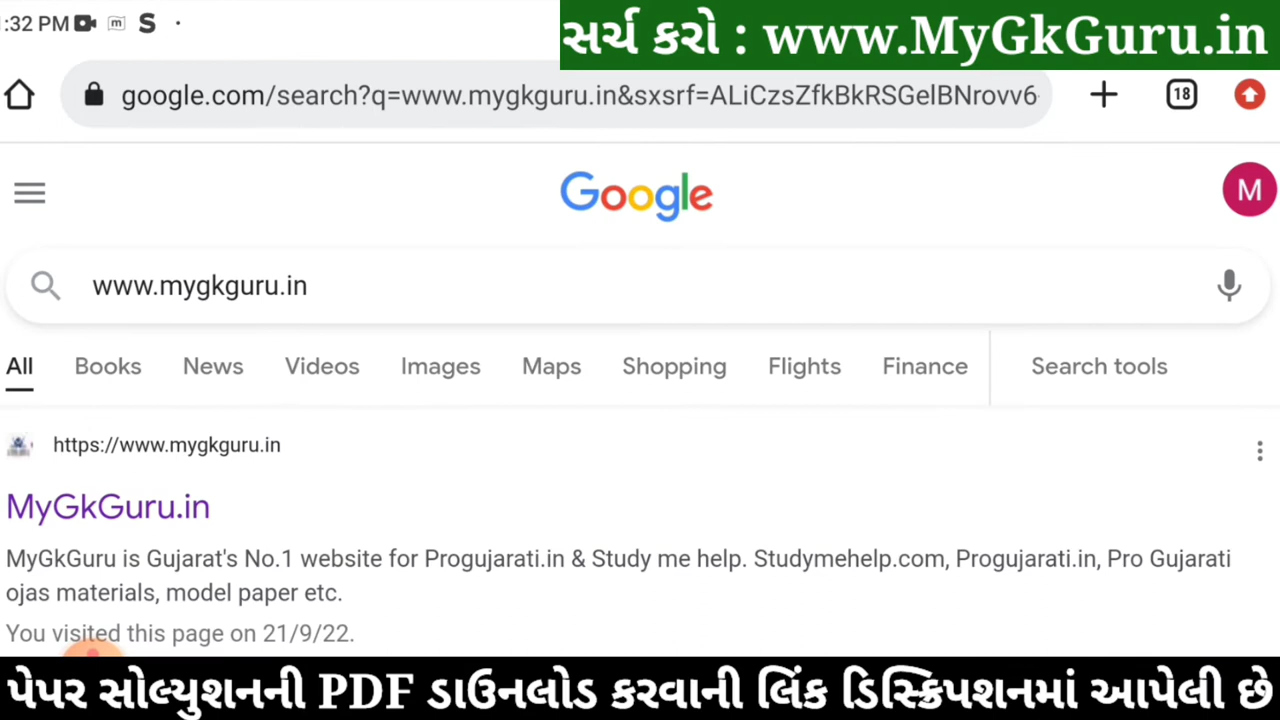 :32 PM m S
સર્ચ કરો : www.MyGkGuru.in
google.com/search?q=www.mygkguru.in&sxsrf=ALiCzsZfkBkRSGelBNrovv6
18
Google
M
www.mygkguru.in
All Books News Videos Images Maps Shopping Flights Finance Search tools
https://www.mygkguru.in
MyGkGuru.in
MyGkGuru is Gujarat's No.1 website for Progujarati.in & Study me help. Studymehelp.com, Progujarati.in, Pro Gujarati
ojas materials, model paper etc.
You visited this page on 21/9/22.
પેપર સોલ્યુશનની PDF ડાઉનલોડ કરવાની લિંક ડિસ્ક્રિપશનમાં આપેલી છે